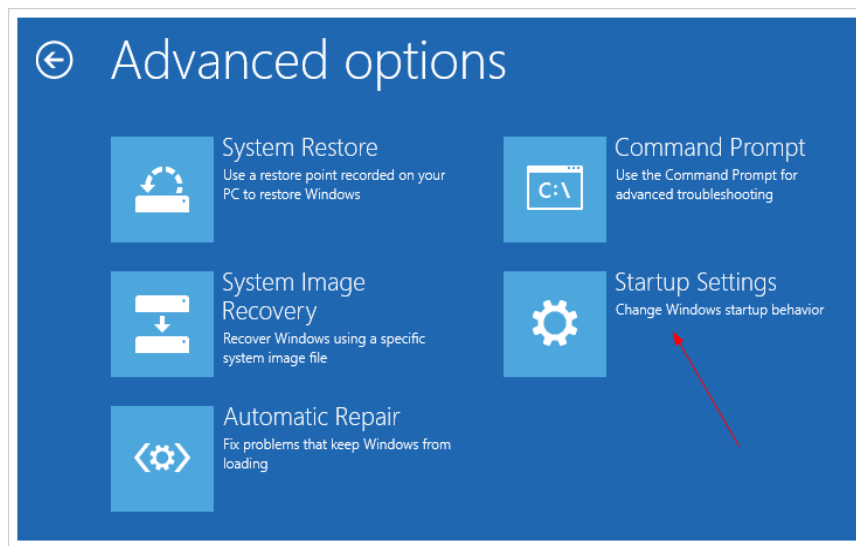 Advanced options
System Restore
Use a restore point recorded on your
PC to restore Windows
System Image
Recovery
Recover Windows using a specific
system image file
Automatic Repair
Fix problems that keep Windows from
loading
C:\
Command Prompt
Use the Command Prompt for
advanced troubleshooting
Startup Settings
Change Windows startup behavior